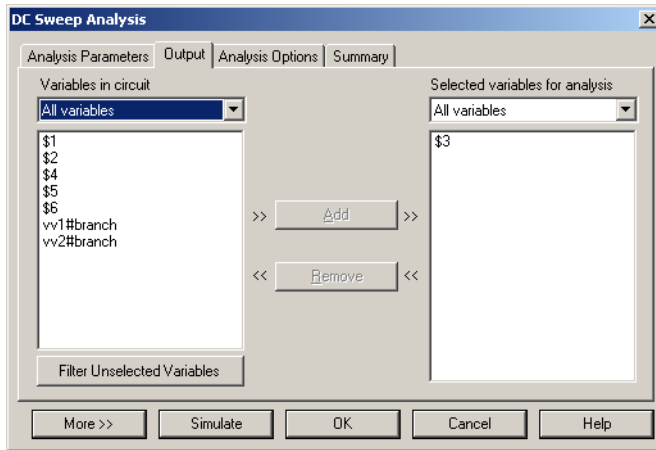 DC Sweep Analysis
Analysis Parameters Output Analysis Options Summary
Variables in circuit
All variables
$1
$2
$4
$5
$6
vv1#branch
vv2#branch
Filter Unselected Variables
>> Add >>
<< Remove <<
Selected variables for analysis
All variables
$3
More >> Simulate OK Cancel Help